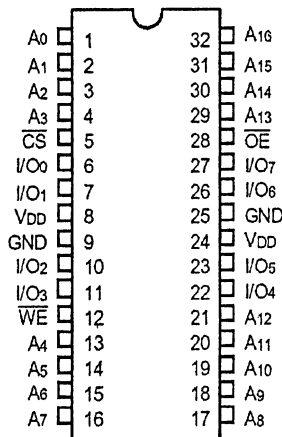 A0 1 32 A16
A1 2 31 A15
A2 3 30 A14
A3 4 29 A13
C̅S̅ 5 28 O̅E̅
I/O0 6 27 I/O7
I/O1 7 26 I/O6
VDD 8 25 GND
GND 9 24 VDD
I/O2 10 23 I/O5
I/O3 11 22 I/O4
W̅E̅ 12 21 A12
A4 13 20 A11
A5 14 19 A10
A6 15 18 A9
A7 16 17 A8